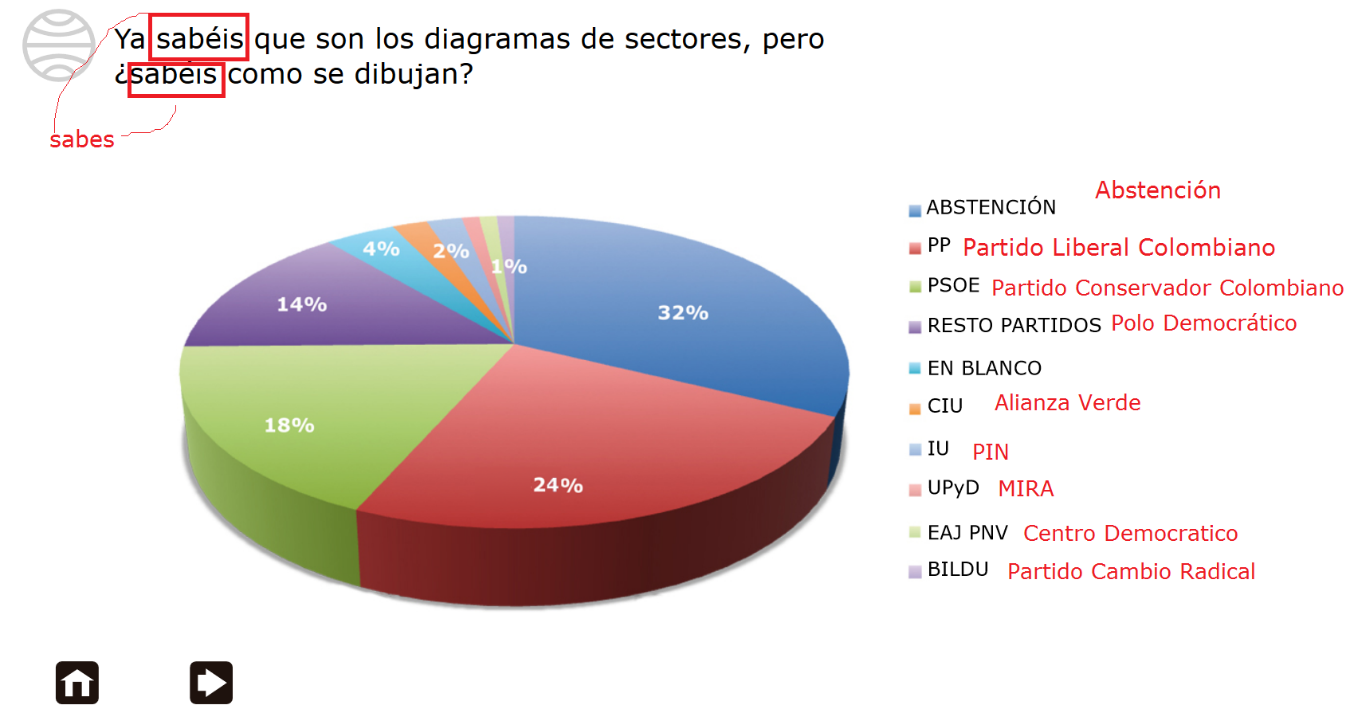 Ya sabéis que son los diagramas de sectores, pero
¿sabéis como se dibujan?
sabes
4%
2%
1%
14%
32%
18%
24%
Abstención
ABSTENCIÓN
PP Partido Liberal Colombiano
PSOE Partido Conservador Colombiano
RESTO PARTIDOS Polo Democrático
EN BLANCO
CIU Alianza Verde
IU PIN
UPyD MIRA
EAJ PNV Centro Democratico
BILDU Partido Cambio Radical